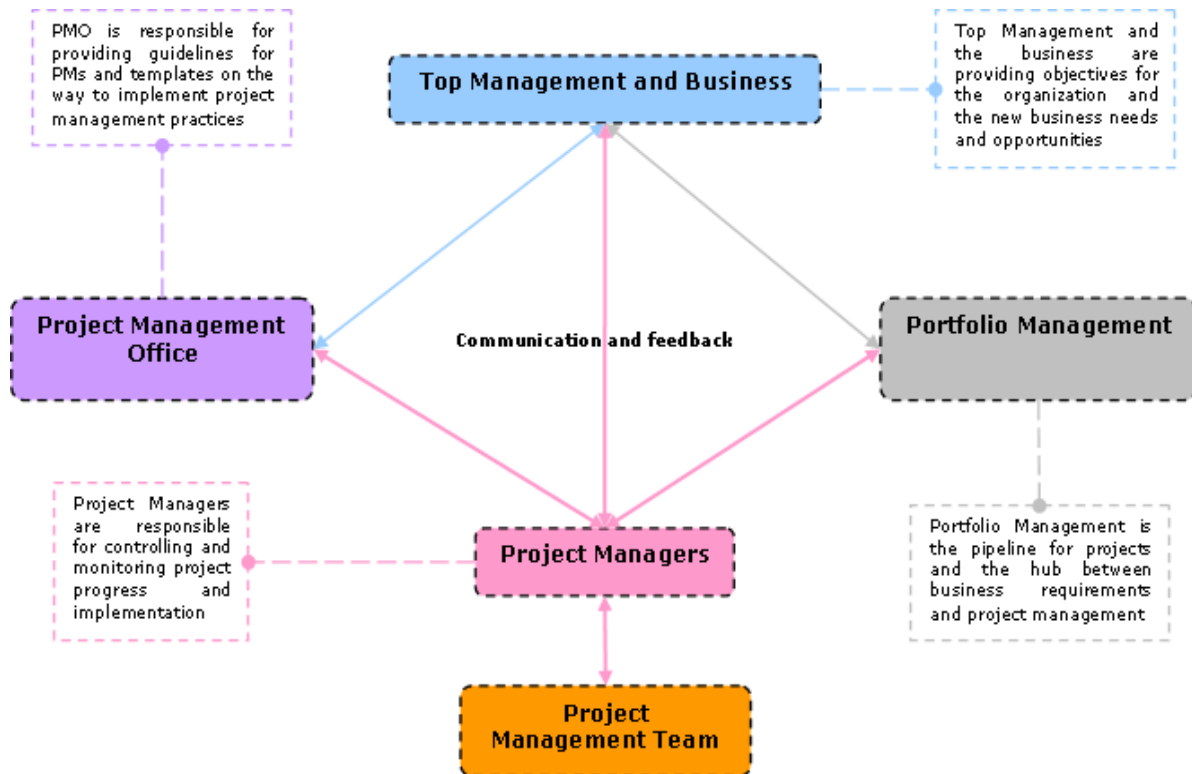 PMO is responsible for
providing guidelines for
PMs and templates on the
way to implement project
management practices
Top Management and Business
Top Management and
the business are
providing objectives for
the organization and
the new business needs
and opportunities
Project Management
Office
Communication and feedback
Portfolio Management
Project Managers
are responsible
for controlling and
monitoring project
progress and
implementation
Project Managers
Portfolio Management is
the pipeline for projects
and the hub between
business requirements
and project management
Project
Management Team